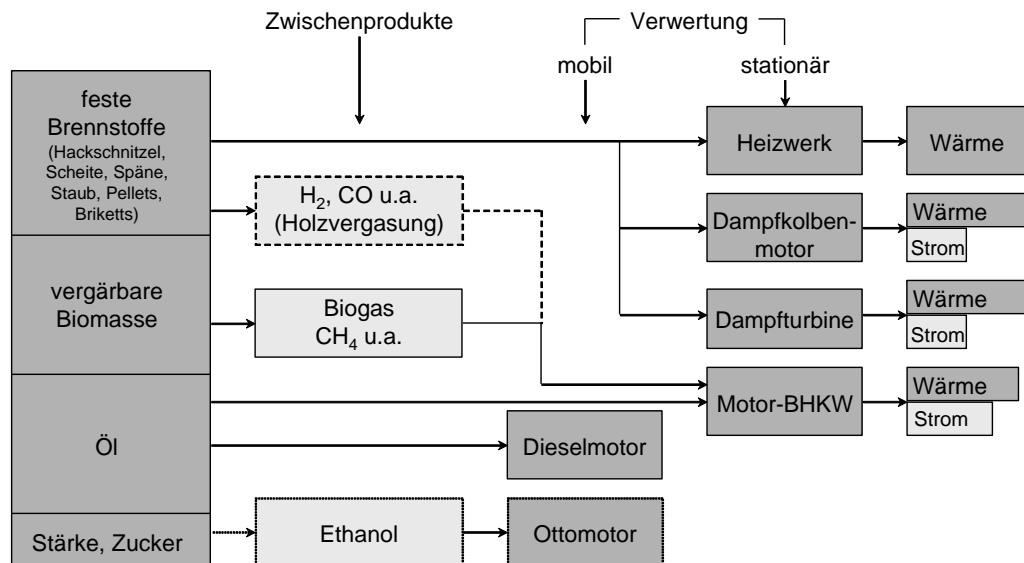 Zwischenprodukte
Verwertung
mobil
stationär
feste
Brennstoffe
(Hackschnitzel,
Scheite, Späne,
Staub, Pellets,
Briketts)
Heizwerk
Wärme
H₂, CO u.a.
(Holzvergasung)
Dampfkolben-
motor
Wärme
Strom
vergärbare
Biomasse
Biogas
CH₄ u.a.
Dampfturbine
Wärme
Strom
Motor-BHKW
Wärme
Strom
Öl
Dieselmotor
Stärke, Zucker
Ethanol
Ottomotor